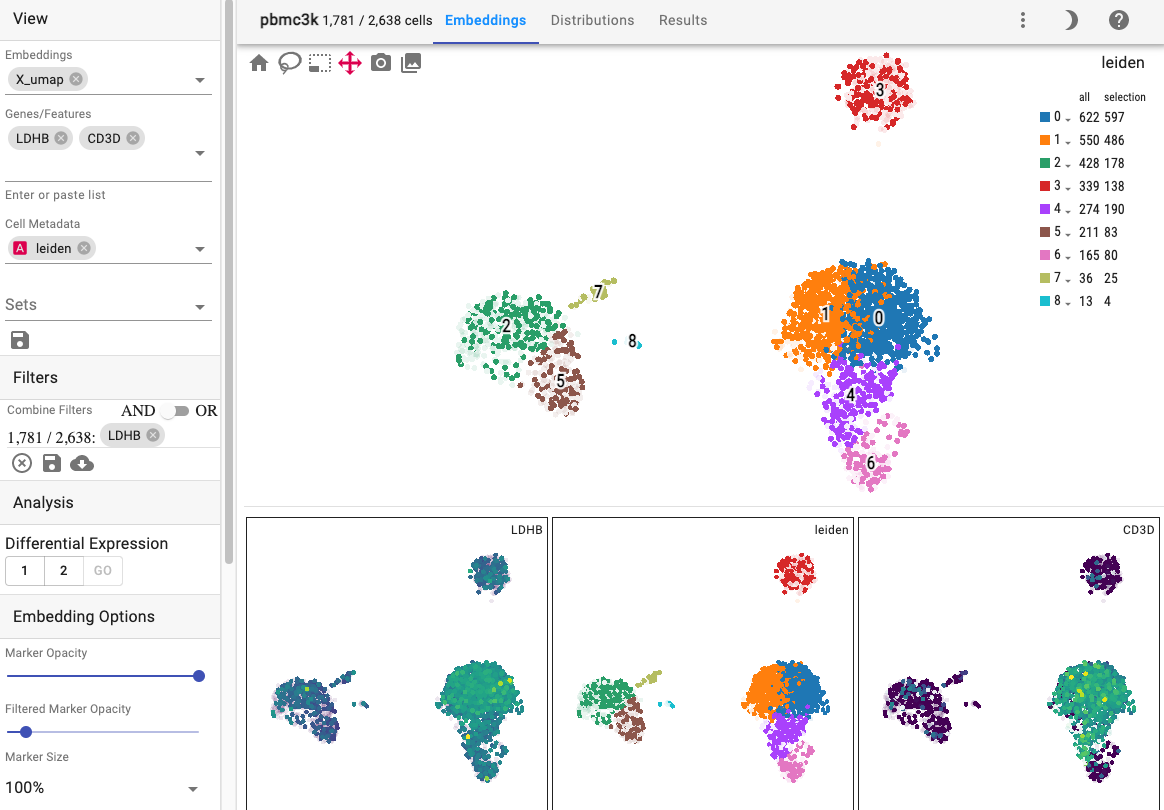 View
pbmc3k 1,781 / 2,638 cells Embeddings Distributions Results
Embeddings
X_umap
Genes/Features
LDHB CD3D
Enter or paste list
Cell Metadata
A leiden
Sets
Filters
Combine Filters AND OR
1,781 / 2,638: LDHB
Analysis
Differential Expression
1 2 GO
Embedding Options
Marker Opacity
Filtered Marker Opacity
Marker Size
100%
leiden
all selection
0 622 597
1 550 486
2 428 178
3 339 138
4 274 190
5 211 83
6 165 80
7 36 25
8 13 4
3
7
2
8
5
1
0
4
6
LDHB
leiden
CD3D